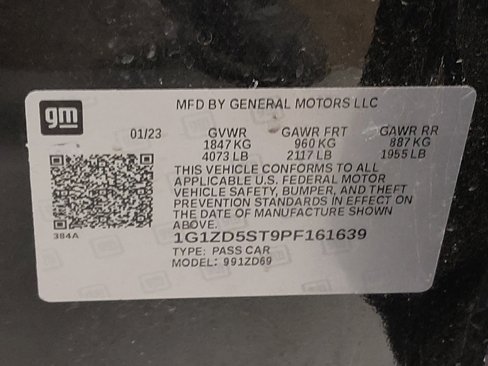 gm
MFD BY GENERAL MOTORS LLC
01/23 GVWR GAWR FRT GAWR RR
1847 KG 960 KG 887 KG
4073 LB 2117 LB 1955 LB
THIS VEHICLE CONFORMS TO ALL
APPLICABLE U.S. FEDERAL MOTOR
VEHICLE SAFETY, BUMPER, AND THEFT
PREVENTION STANDARDS IN EFFECT ON
THE DATE OF MANUFACTURE SHOWN
ABOVE.
384A
1G1ZD5ST9PF161639
TYPE: PASS CAR
MODEL: 991ZD69